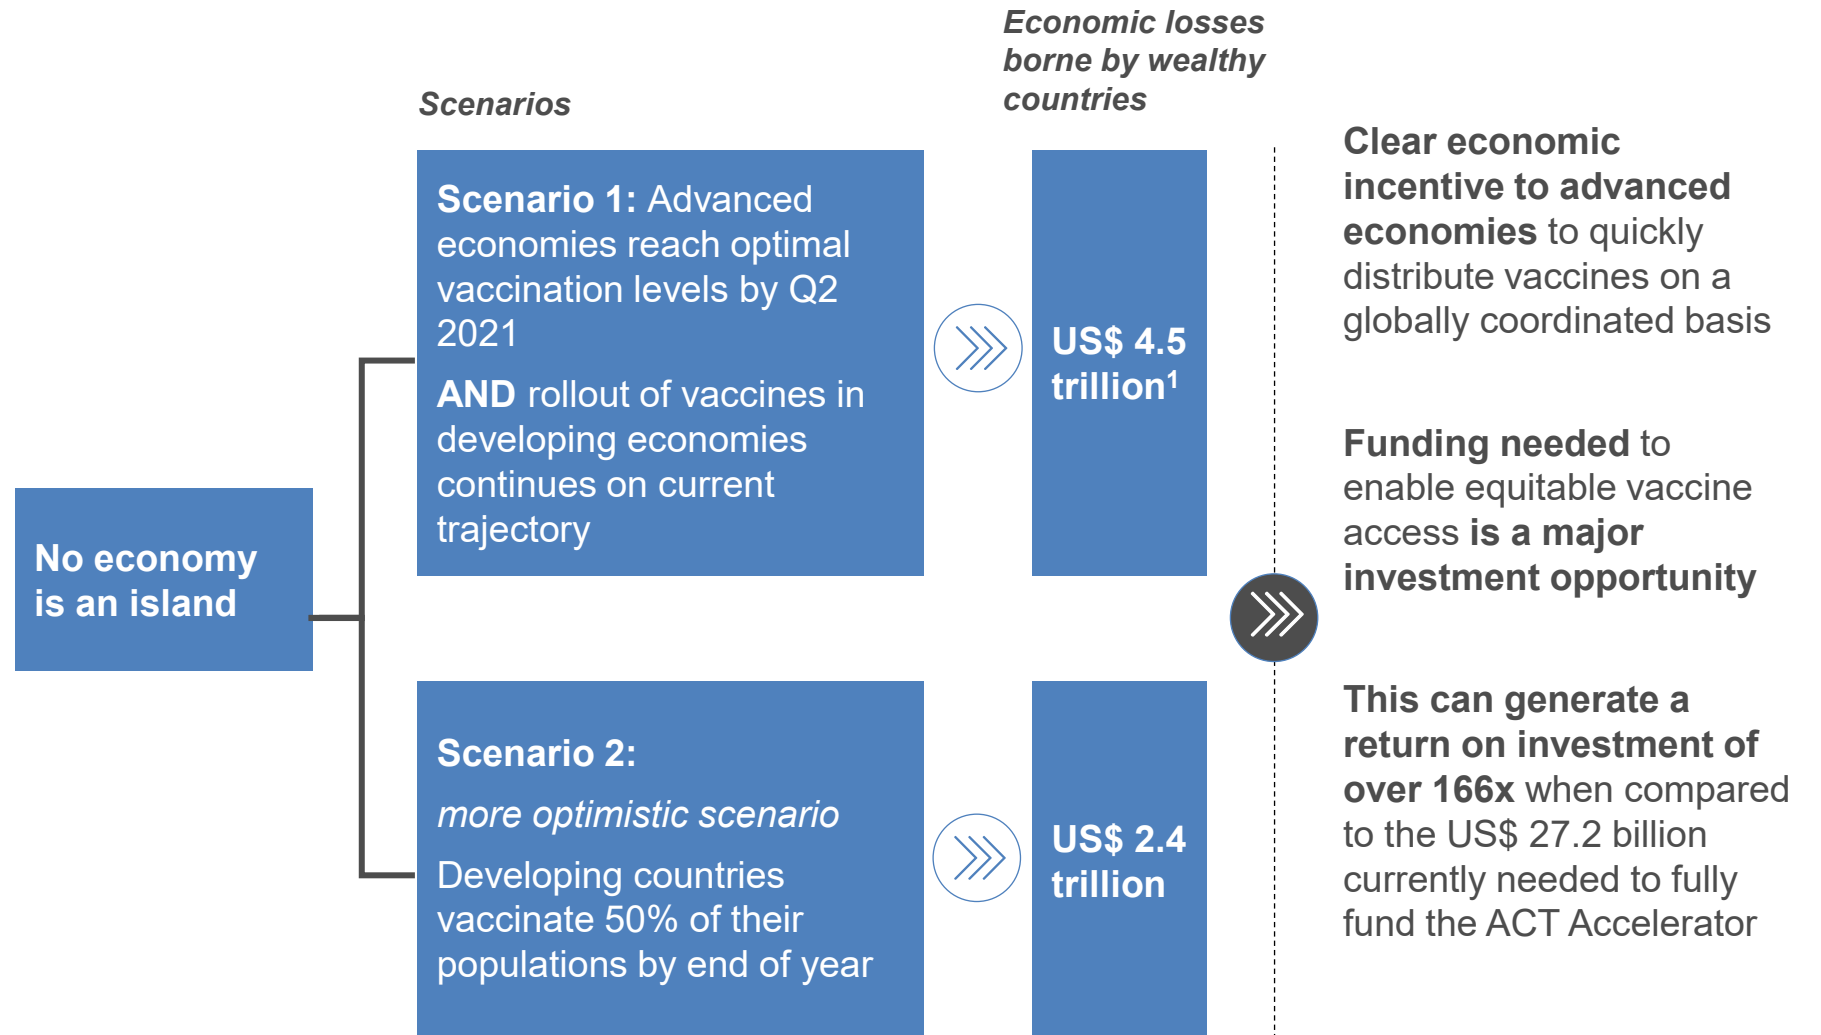 Scenarios
Economic losses
borne by wealthy
countries
No economy
is an island
Scenario 1: Advanced
economies reach optimal
vaccination levels by Q2
2021
AND rollout of vaccines in
developing economies
continues on current
trajectory
US$ 4.5
trillion¹
Scenario 2:
more optimistic scenario
Developing countries
vaccinate 50% of their
populations by end of year
US$ 2.4
trillion
Clear economic
incentive to advanced
economies to quickly
distribute vaccines on a
globally coordinated basis
Funding needed to
enable equitable vaccine
access is a major
investment opportunity
This can generate a
return on investment of
over 166x when compared
to the US$ 27.2 billion
currently needed to fully
fund the ACT Accelerator